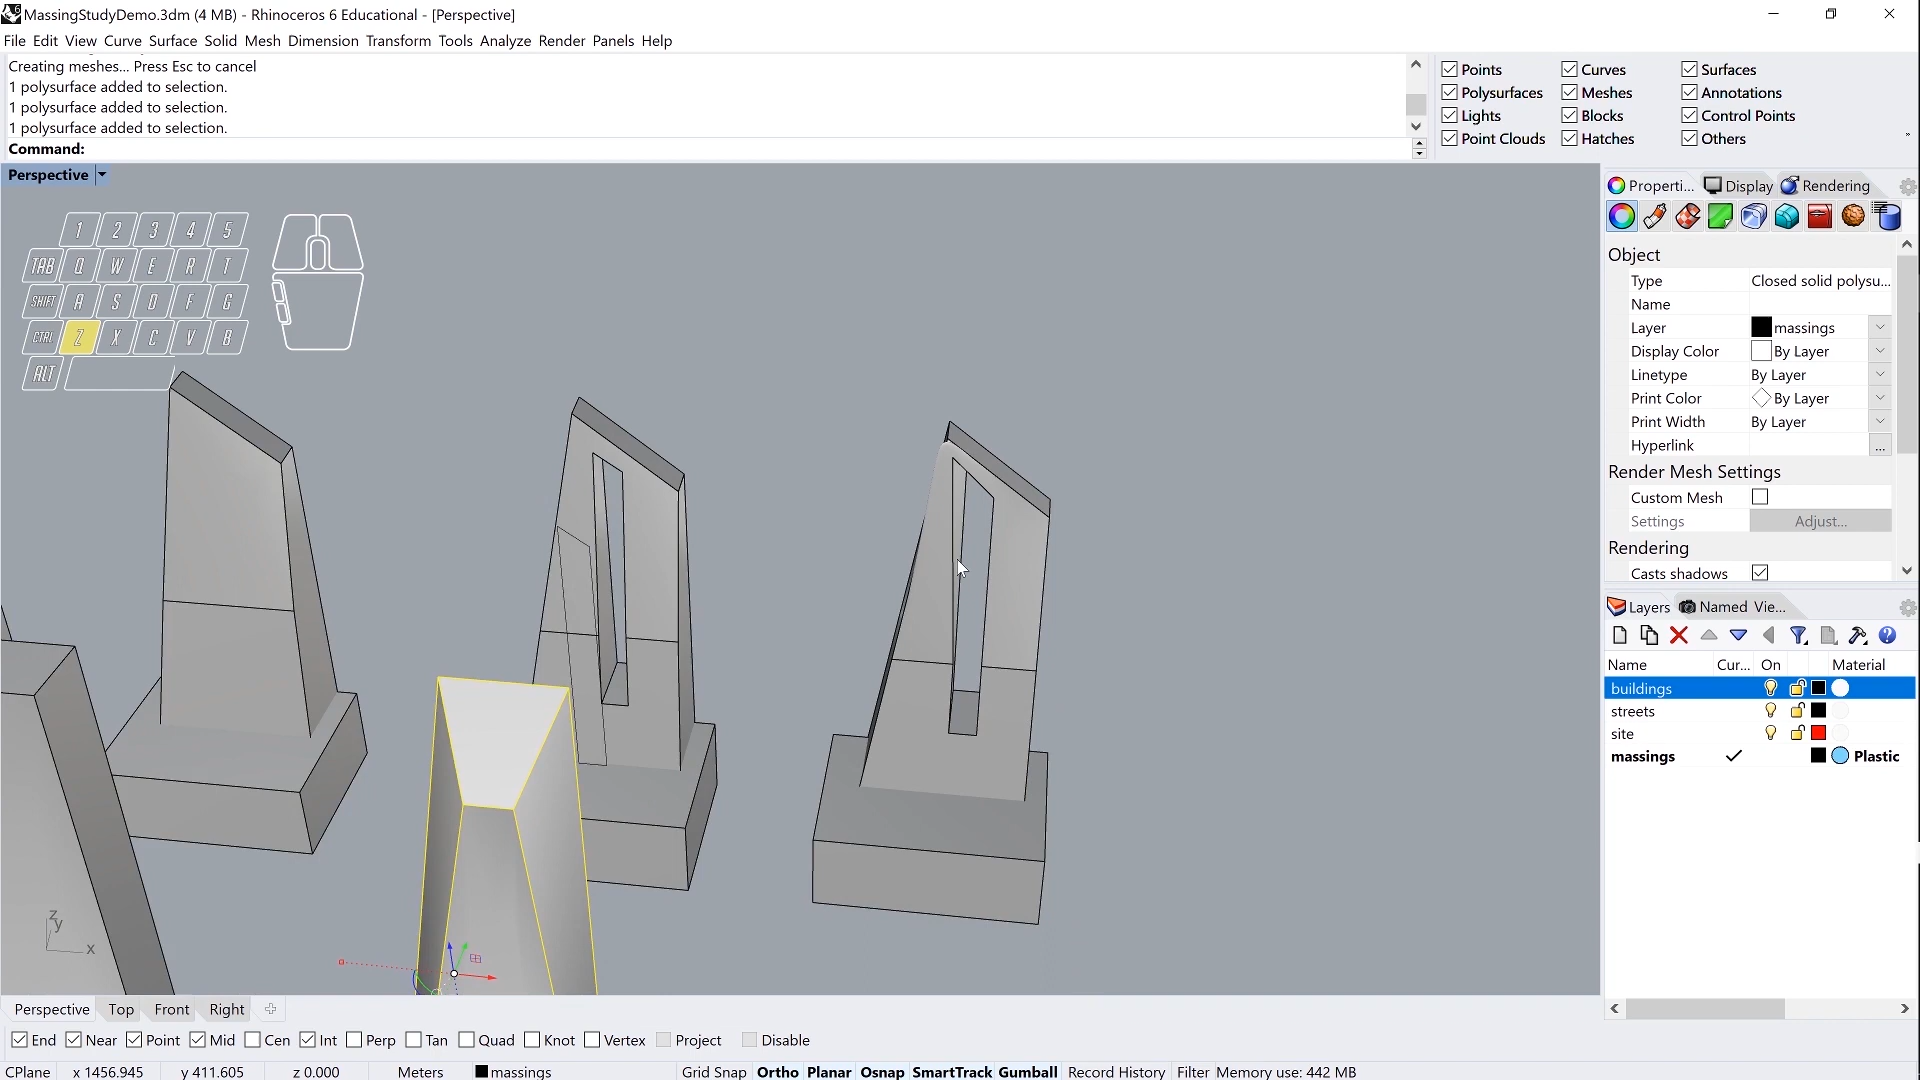 MassingStudyDemo.3dm (4 MB) - Rhinoceros 6 Educational - [Perspective]
File Edit View Curve Surface Solid Mesh Dimension Transform Tools Analyze Render Panels Help
Creating meshes... Press Esc to cancel
1 polysurface added to selection.
1 polysurface added to selection.
1 polysurface added to selection.
Command:
Points Curves Surfaces
Polysurfaces Meshes Annotations
Lights Blocks Control Points
Point Clouds Hatches Others
Perspective
1 2 3 4 5
TAB Q W E R T
SHIFT A S D F G
CTRL Z X C V B
ALT
Properti... Display Rendering
Object
Type Closed solid polysu...
Name
Layer massings
Display Color By Layer
Linetype By Layer
Print Color By Layer
Print Width By Layer
Hyperlink ...
Render Mesh Settings
Custom Mesh
Settings Adjust...
Rendering
Casts shadows
Layers Named Vie...
Name Cur... On Material
buildings
streets
site
massings Plastic
z y x
Perspective Top Front Right
End Near Point Mid Cen Int Perp Tan Quad Knot Vertex Project Disable
CPlane x 1456.945 y 411.605 z 0.000 Meters massings Grid Snap Ortho Planar Osnap SmartTrack Gumball Record History Filter Memory use: 442 MB